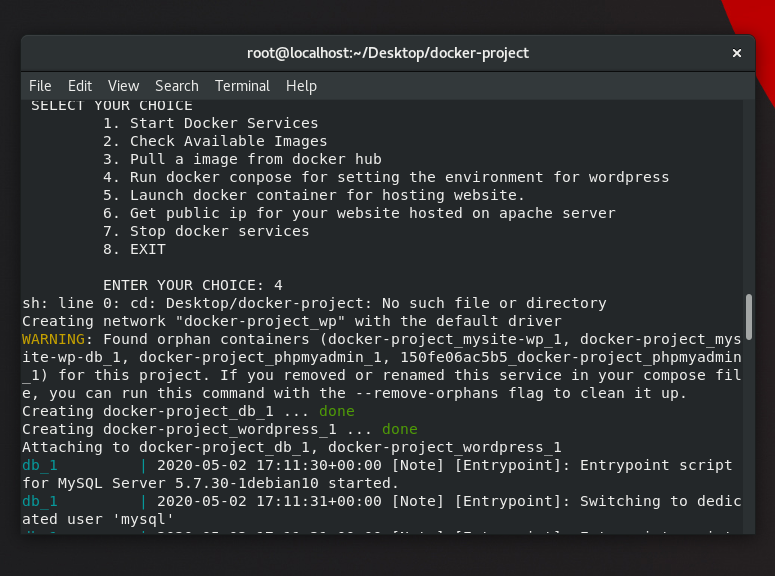 root@localhost:~/Desktop/docker-project
File Edit View Search Terminal Help
SELECT YOUR CHOICE
1. Start Docker Services
2. Check Available Images
3. Pull a image from docker hub
4. Run docker conpose for setting the environment for wordpress
5. Launch docker container for hosting website.
6. Get public ip for your website hosted on apache server
7. Stop docker services
8. EXIT
ENTER YOUR CHOICE: 4
sh: line 0: cd: Desktop/docker-project: No such file or directory
Creating network "docker-project_wp" with the default driver
WARNING: Found orphan containers (docker-project_mysite-wp_1, docker-project_mys
ite-wp-db_1, docker-project_phpmyadmin_1, 150fe06ac5b5_docker-project_phpmyadmin
_1) for this project. If you removed or renamed this service in your compose fil
e, you can run this command with the --remove-orphans flag to clean it up.
Creating docker-project_db_1 ... done
Creating docker-project_wordpress_1 ... done
Attaching to docker-project_db_1, docker-project_wordpress_1
db_1         | 2020-05-02 17:11:30+00:00 [Note] [Entrypoint]: Entrypoint script
for MySQL Server 5.7.30-1debian10 started.
db_1         | 2020-05-02 17:11:31+00:00 [Note] [Entrypoint]: Switching to dedic
ated user 'mysql'